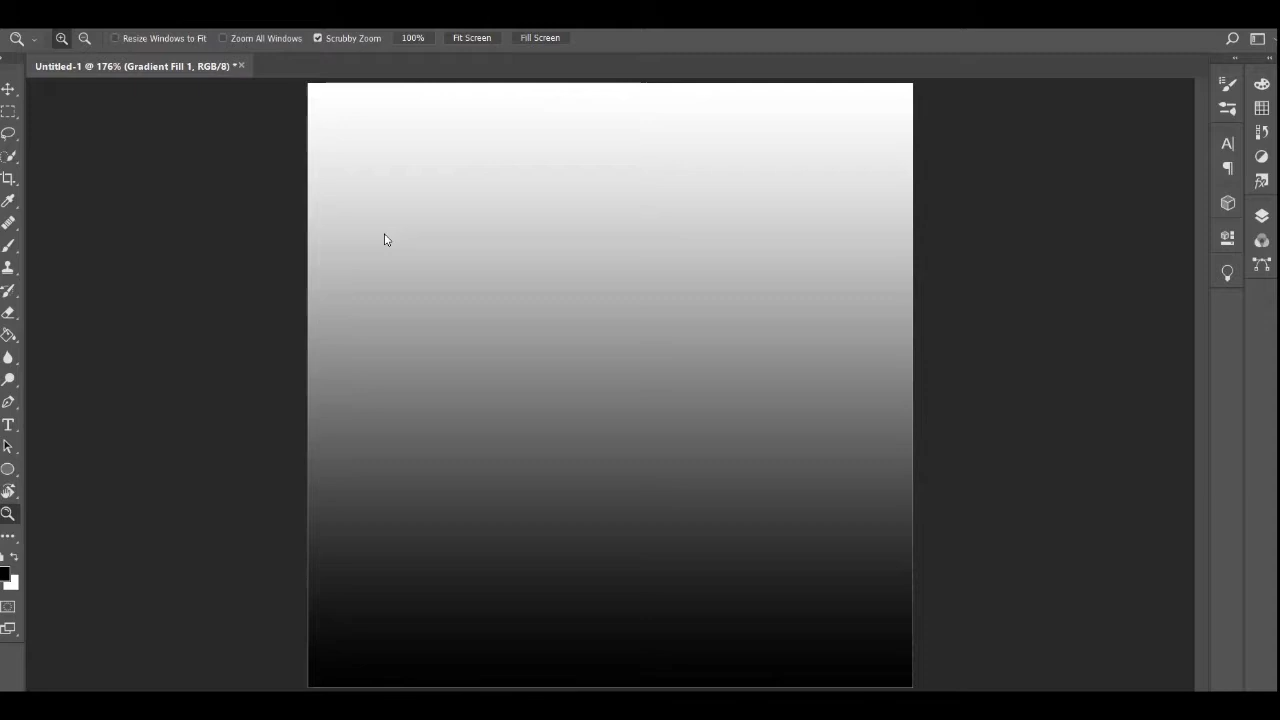 Resize Windows to Fit Zoom All Windows Scrubby Zoom 100% Fit Screen Fill Screen
Untitled-1 @ 176% (Gradient Fill 1, RGB/8) *